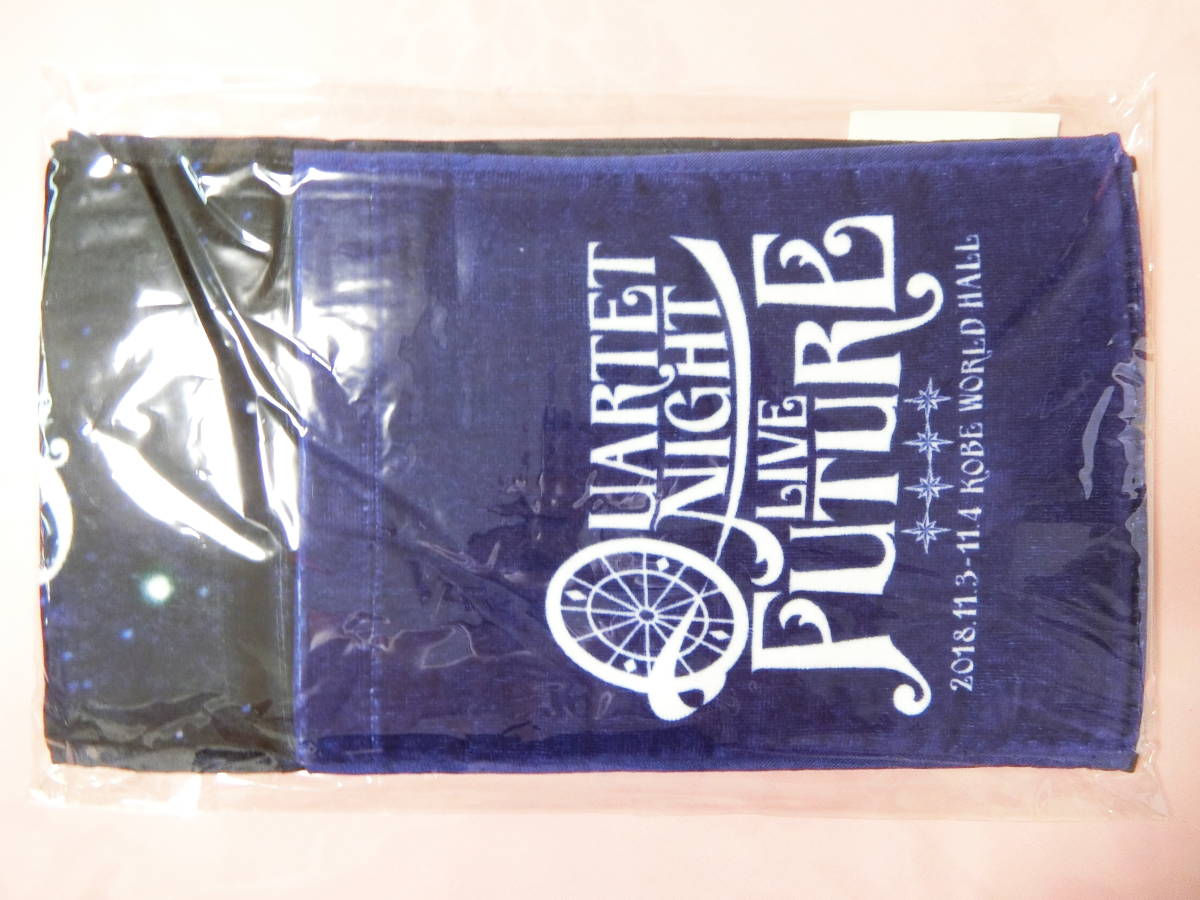 QUARTET
NIGHT
LIVE
FUTURE
2018.11.3-11.4 KOBE WORLD HALL